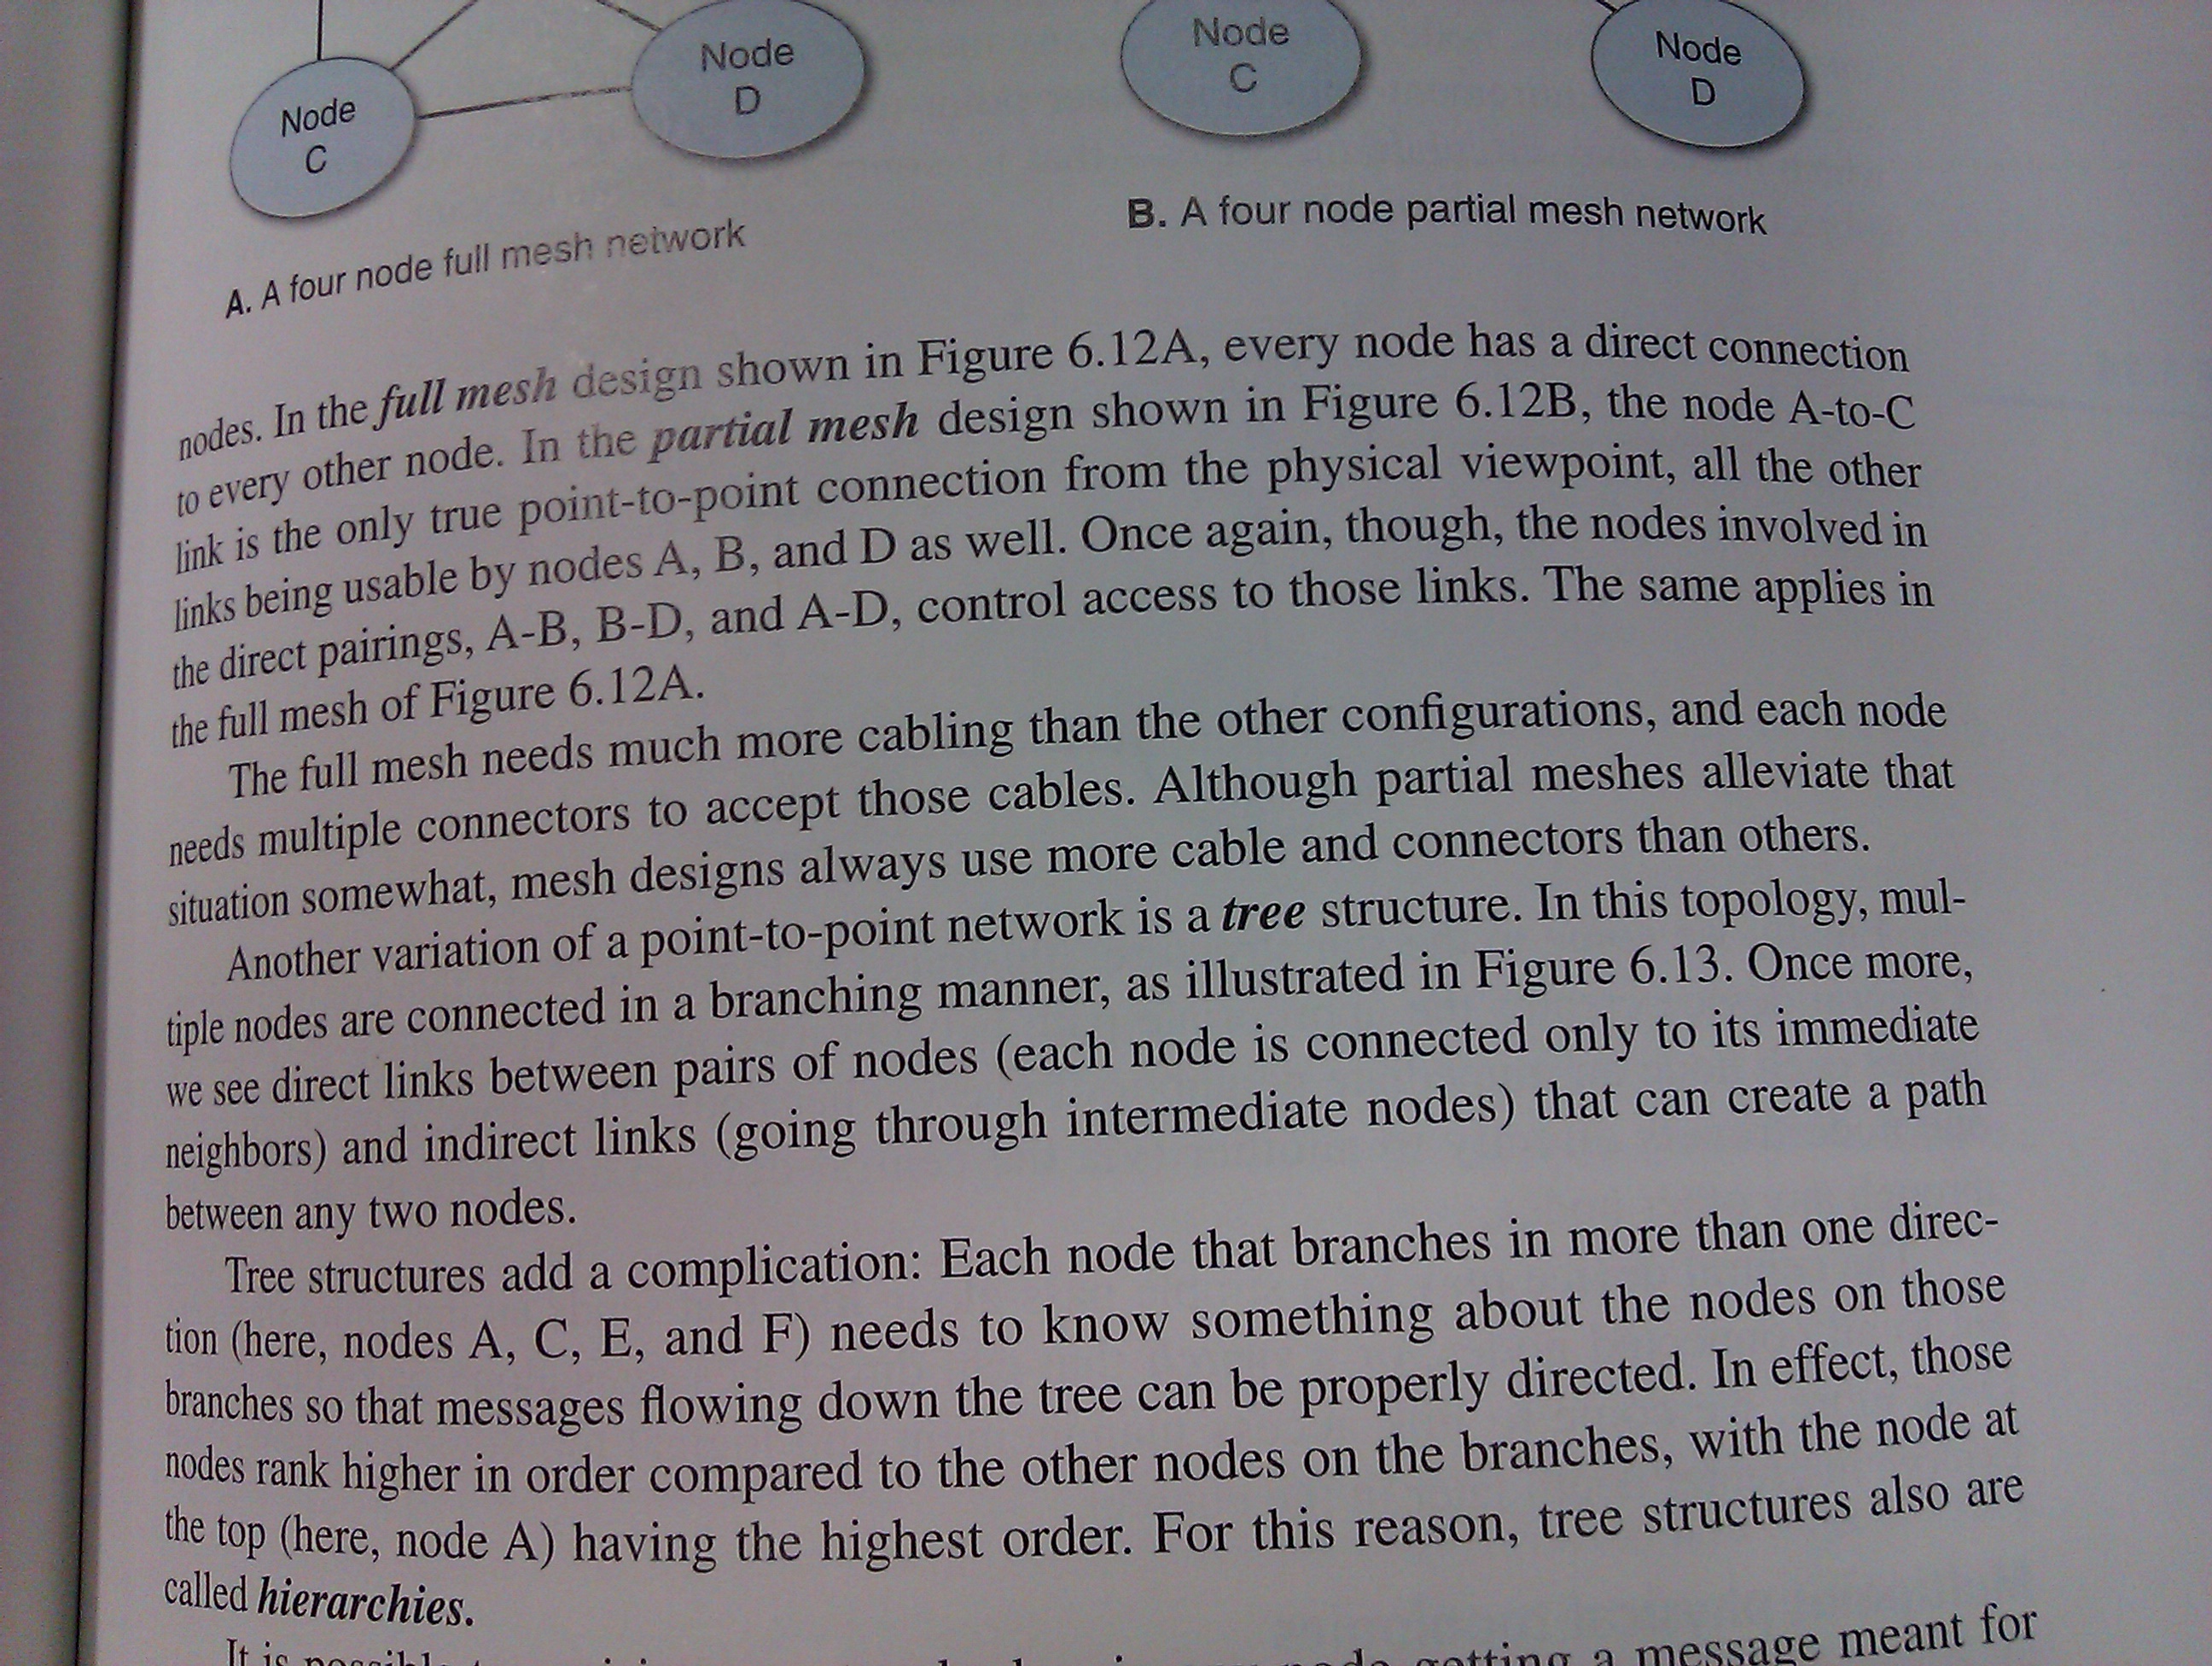 Node
C
Node
D
Node
C
Node
D
A. A four node full mesh network
B. A four node partial mesh network
nodes. In the full mesh design shown in Figure 6.12A, every node has a direct connection
to every other node. In the partial mesh design shown in Figure 6.12B, the node A-to-C
link is the only true point-to-point connection from the physical viewpoint, all the other
links being usable by nodes A, B, and D as well. Once again, though, the nodes involved in
the direct pairings, A-B, B-D, and A-D, control access to those links. The same applies in
the full mesh of Figure 6.12A.
The full mesh needs much more cabling than the other configurations, and each node
needs multiple connectors to accept those cables. Although partial meshes alleviate that
situation somewhat, mesh designs always use more cable and connectors than others.
Another variation of a point-to-point network is a tree structure. In this topology, mul-
tiple nodes are connected in a branching manner, as illustrated in Figure 6.13. Once more,
we see direct links between pairs of nodes (each node is connected only to its immediate
neighbors) and indirect links (going through intermediate nodes) that can create a path
between any two nodes.
Tree structures add a complication: Each node that branches in more than one direc-
tion (here, nodes A, C, E, and F) needs to know something about the nodes on those
branches so that messages flowing down the tree can be properly directed. In effect, those
nodes rank higher in order compared to the other nodes on the branches, with the node at
the top (here, node A) having the highest order. For this reason, tree structures also are
called hierarchies.
It is node getting a message meant for